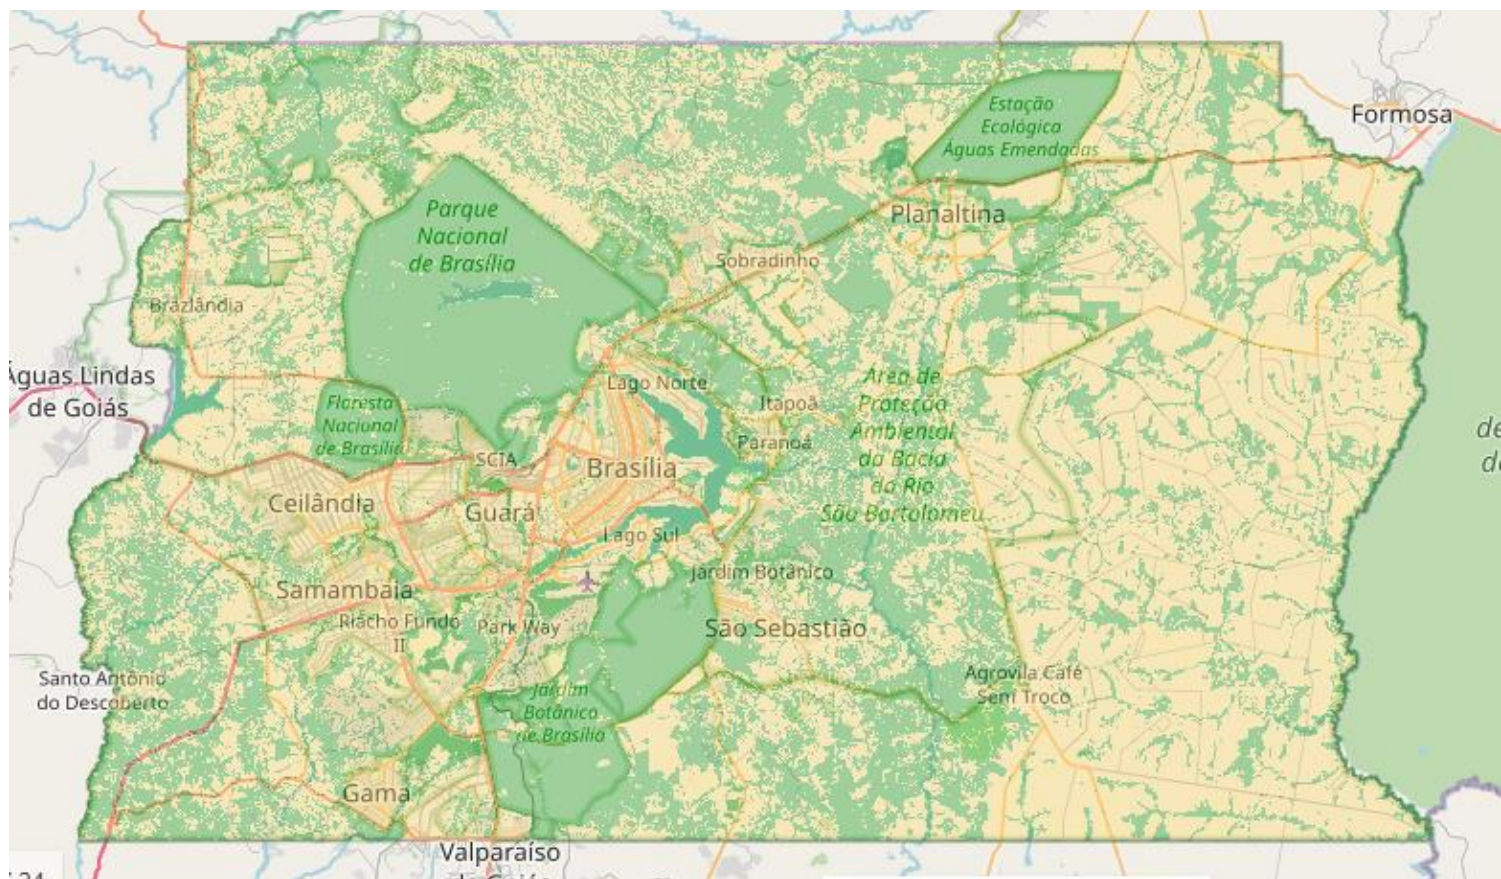 Formosa
Estação
Ecológica
Águas Emendadas
Planaltina
Parque
Nacional
de Brasília
Sobradinho
Brazlândia
Águas Lindas
de Goiás
Lago Norte
Floresta
Nacional
de Brasília
Itapoã
Paranoá
Área de
Proteção
Ambiental
da Bacia
do Rio
São Bartolomeu
SCIA
Brasília
Ceilândia
Guará
Lago Sul
Jardim Botânico
Samambaia
Riacho Fundo
II
Park Way
São Sebastião
Santo Antônio
do Descoberto
Agrovila Café
Sem Troco
Jardim
Botânico
de Brasília
Gama
Valparaíso